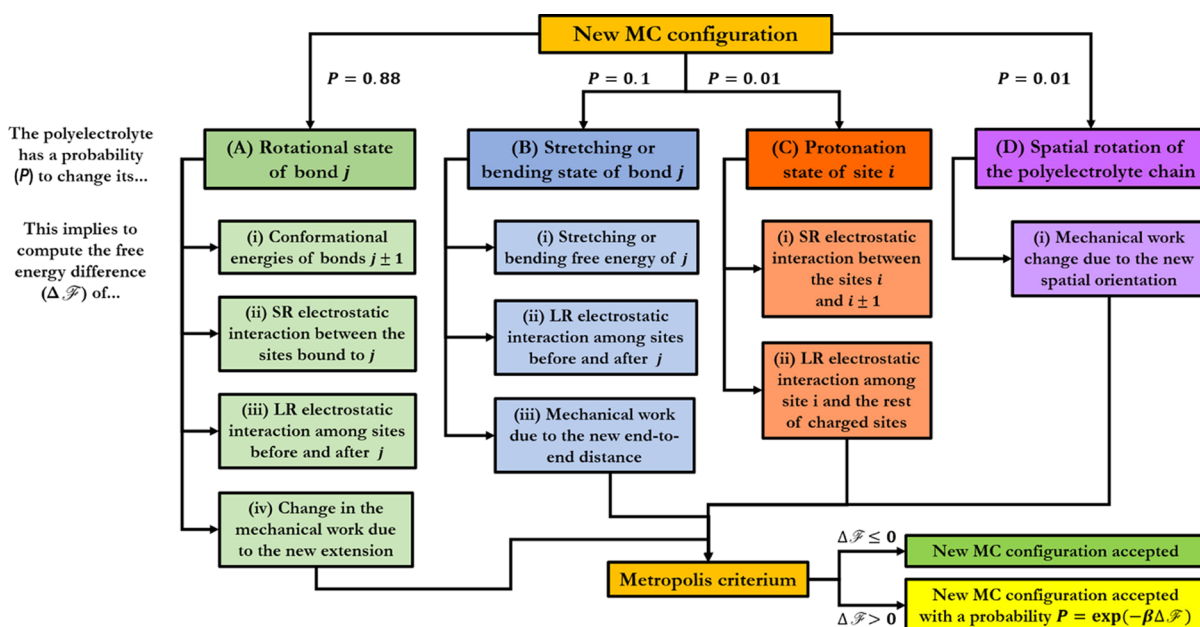 New MC configuration
P = 0.88
P = 0.1
P = 0.01
P = 0.01
The polyelectrolyte
has a probability
(P) to change its...
(A) Rotational state
of bond j
(B) Stretching or
bending state of bond j
(C) Protonation
state of site i
(D) Spatial rotation of
the polyelectrolyte chain
This implies to
compute the free
energy difference
(Δ ℱ) of...
(i) Conformational
energies of bonds j ± 1
(ii) SR electrostatic
interaction between the
sites bound to j
(iii) LR electrostatic
interaction among sites
before and after j
(iv) Change in the
mechanical work due
to the new extension
(i) Stretching or
bending free energy of j
(ii) LR electrostatic
interaction among sites
before and after j
(iii) Mechanical work
due to the new end-to-
end distance
(i) SR electrostatic
interaction between
the sites i
and i ± 1
(ii) LR electrostatic
interaction among
site i and the rest
of charged sites
(i) Mechanical work
change due to the new
spatial orientation
Metropolis criterium
Δ ℱ ≤ 0
New MC configuration accepted
Δ ℱ > 0
New MC configuration accepted
with a probability P = exp(−βΔℱ)